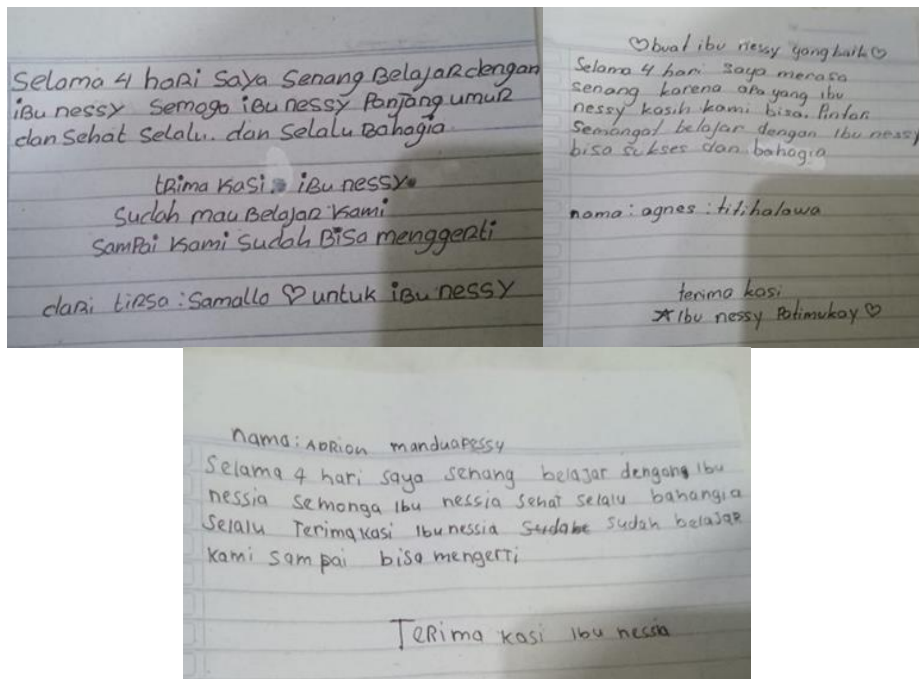 Selama 4 haRi saya senang BelajaR dengan
iBu nessy semoga iBu nessy Panjang umuR
dan Sehat Selalu. dan Selalu Bahagia.
tRima kasi. iBu nessy.
Sudah mau BelajaR kami
SamPai kami Sudah Bisa menggerti
daRi tiRsa : Samallo ♡ untuk iBu nessy
♡ buat ibu nessy yang baik ♡
Selama 4 hari saya merasa
senang karena apa yang ibu
nessy kasih kami bisa. Pintar
Semangat belajar dengan ibu nessy
bisa sukses dan bahagia
nama : agnes : titihalawa
terima kasi
☆ Ibu nessy Patimukay ♡
nama : ADRian manduapessy
Selama 4 hari saya senang belajar dengang Ibu
nessia semonga Ibu nessia sehat selalu bahangia
Selalu Terima kasi Ibu nessia sudah belajaR
kami sampai bisa mengerti
TeRima kasi Ibu nessia